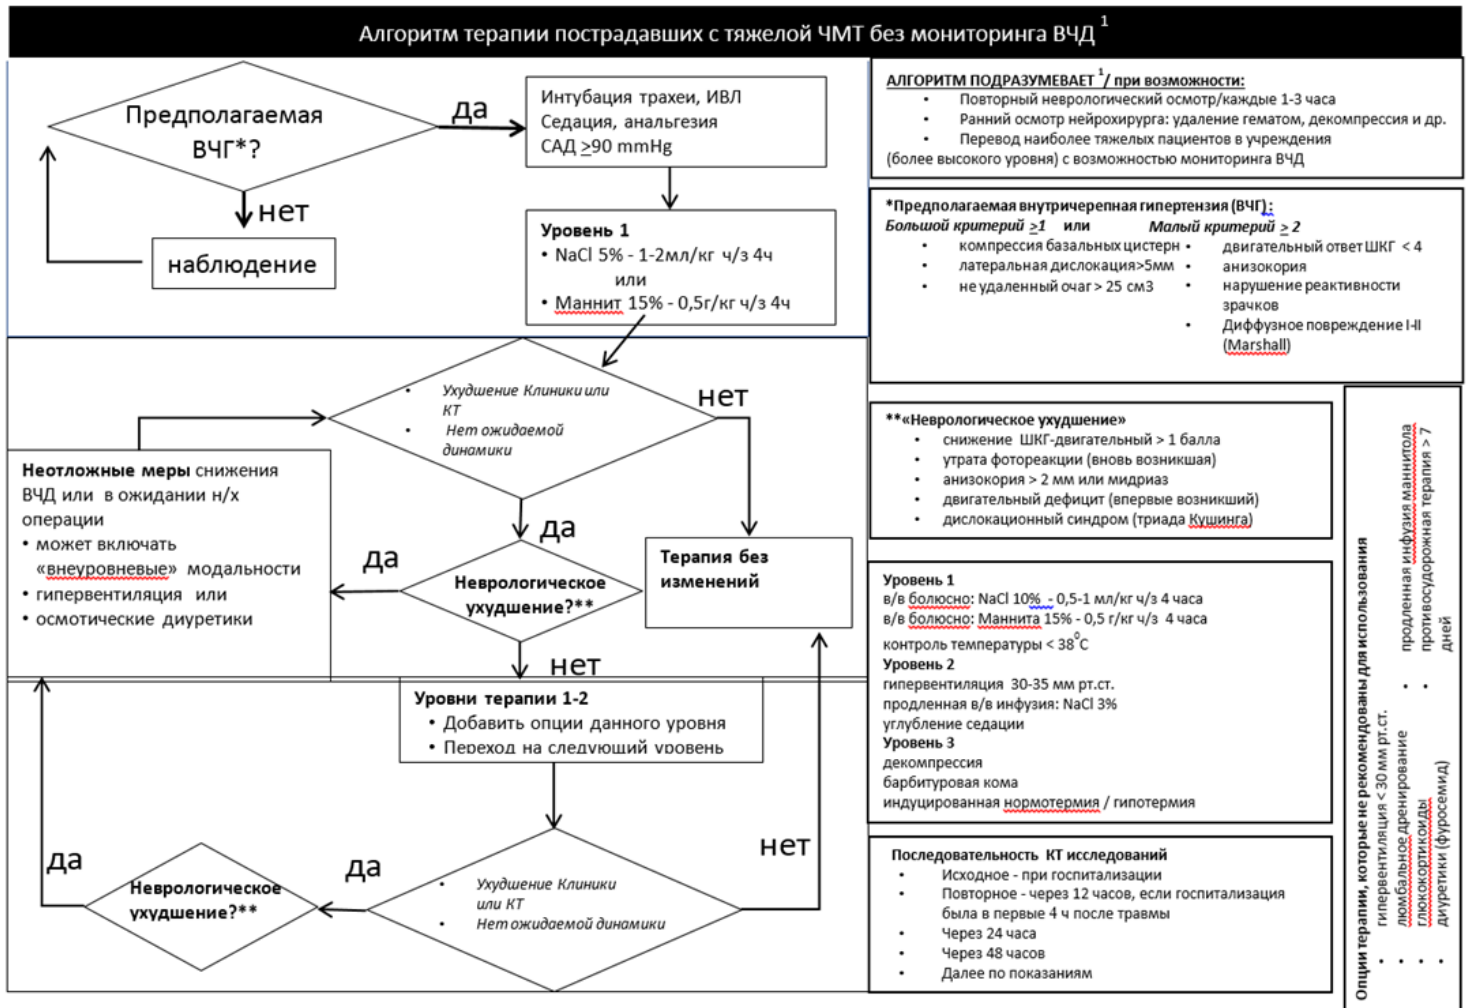 Алгоритм терапии пострадавших с тяжелой ЧМТ без мониторинга ВЧД 1
Предполагаемая
ВЧГ*?
да
нет
наблюдение
Интубация трахеи, ИВЛ
Седация, анальгезия
САД ≥90 mmHg
Уровень 1
• NaCl 5% - 1-2мл/кг ч/з 4ч
или
• Маннит 15% - 0,5г/кг ч/з 4ч
• Ухудшение Клиники или
КТ
• Нет ожидаемой
динамики
нет
да
Неотложные меры снижения
ВЧД или в ожидании н/х
операции
• может включать
«внеуровневые» модальности
• гипервентиляция или
• осмотические диуретики
да
Неврологическое
ухудшение?**
Терапия без
изменений
нет
Уровни терапии 1-2
• Добавить опции данного уровня
• Переход на следующий уровень
да
Неврологическое
ухудшение?**
да
• Ухудшение Клиники
или КТ
• Нет ожидаемой динамики
нет
АЛГОРИТМ ПОДРАЗУМЕВАЕТ 1/ при возможности:
• Повторный неврологический осмотр/каждые 1-3 часа
• Ранний осмотр нейрохирурга: удаление гематом, декомпрессия и др.
• Перевод наиболее тяжелых пациентов в учреждения
(более высокого уровня) с возможностью мониторинга ВЧД
*Предполагаемая внутричерепная гипертензия (ВЧГ):
Большой критерий ≥1 или Малый критерий ≥ 2
• компрессия базальных цистерн
• латеральная дислокация>5мм
• не удаленный очаг > 25 см3
• двигательный ответ ШКГ < 4
• анизокория
• нарушение реактивности
зрачков
• Диффузное повреждение I-II
(Marshall)
**«Неврологическое ухудшение»
• снижение ШКГ-двигательный > 1 балла
• утрата фотореакции (вновь возникшая)
• анизокория > 2 мм или мидриаз
• двигательный дефицит (впервые возникший)
• дислокационный синдром (триада Кушинга)
Уровень 1
в/в болюсно: NaCl 10% - 0,5-1 мл/кг ч/з 4 часа
в/в болюсно: Маннита 15% - 0,5 г/кг ч/з 4 часа
контроль температуры < 38⁰С
Уровень 2
гипервентиляция 30-35 мм рт.ст.
продленная в/в инфузия: NaCl 3%
углубление седации
Уровень 3
декомпрессия
барбитуровая кома
индуцированная нормотермия / гипотермия
Последовательность КТ исследований
• Исходное - при госпитализации
• Повторное - через 12 часов, если госпитализация
была в первые 4 ч после травмы
• Через 24 часа
• Через 48 часов
• Далее по показаниям
Опции терапии, которые не рекомендованы для использования
• гипервентиляция < 30 мм рт.ст.
• люмбальное дренирование
• глюкокортикоиды
• диуретики (фуросемид)
• продленная инфузия маннитола
• противосудорожная терапия > 7
дней